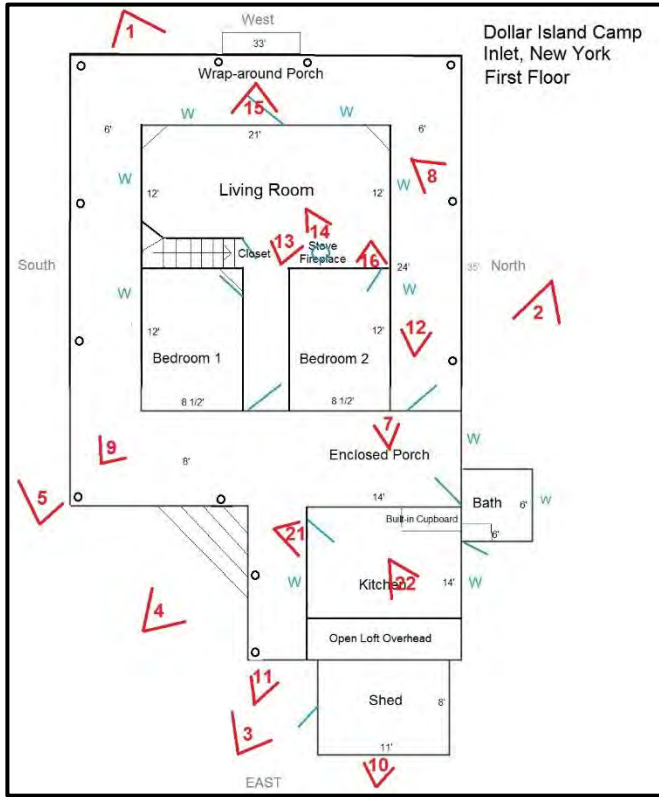 1
West
33'
Dollar Island Camp
Inlet, New York
First Floor
Wrap-around Porch
15
W
W
21'
6'
6'
8
W
W
12'
Living Room
12'
14
13
Stove
Closet
Fireplace
16
24'
South
35'
North
W
W
2
12'
12'
12
Bedroom 1
Bedroom 2
8 1/2'
8 1/2'
7
W
9
Enclosed Porch
8'
5
14'
Bath
6'
W
Built-in Cupboard
21
6'
W
Kitchen
22
14'
W
4
Open Loft Overhead
11
Shed
8'
3
11'
10
EAST